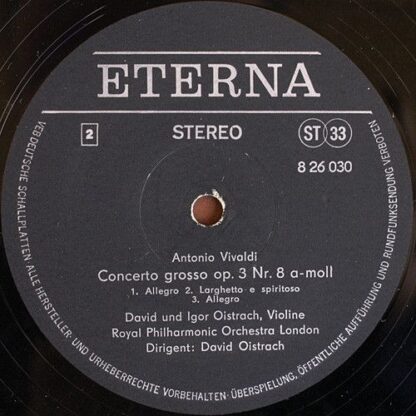 ETERNA
2 STEREO ST 33
8 26 030
Antonio Vivaldi
Concerto grosso op. 3 Nr. 8 a-moll
1. Allegro 2. Larghetto e spiritoso
3. Allegro
David und Igor Oistrach, Violine
Royal Philharmonic Orchestra London
Dirigent: David Oistrach
VEB DEUTSCHE SCHALLPLATTEN ALLE HERSTELLER- UND URHEBERRECHTE VORBEHALTEN · ÜBERSPIELUNG, ÖFFENTLICHE AUFFÜHRUNG UND RUNDFUNKSENDUNG VERBOTEN